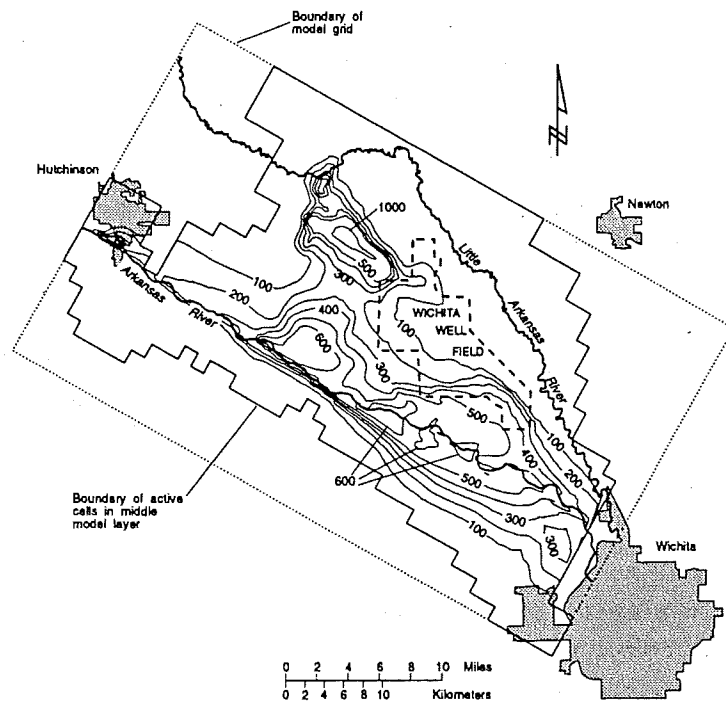 Boundary of
model grid
N
Hutchinson
Newton
1000
500
300
100
200
400
600
300
100
WICHITA
WELL
FIELD
Little
Arkansas
River
Arkansas
River
500
600
500
400
200
100
300
100
300
Boundary of active
cells in middle
model layer
Wichita
0 2 4 6 8 10 Miles
0 2 4 6 8 10 Kilometers